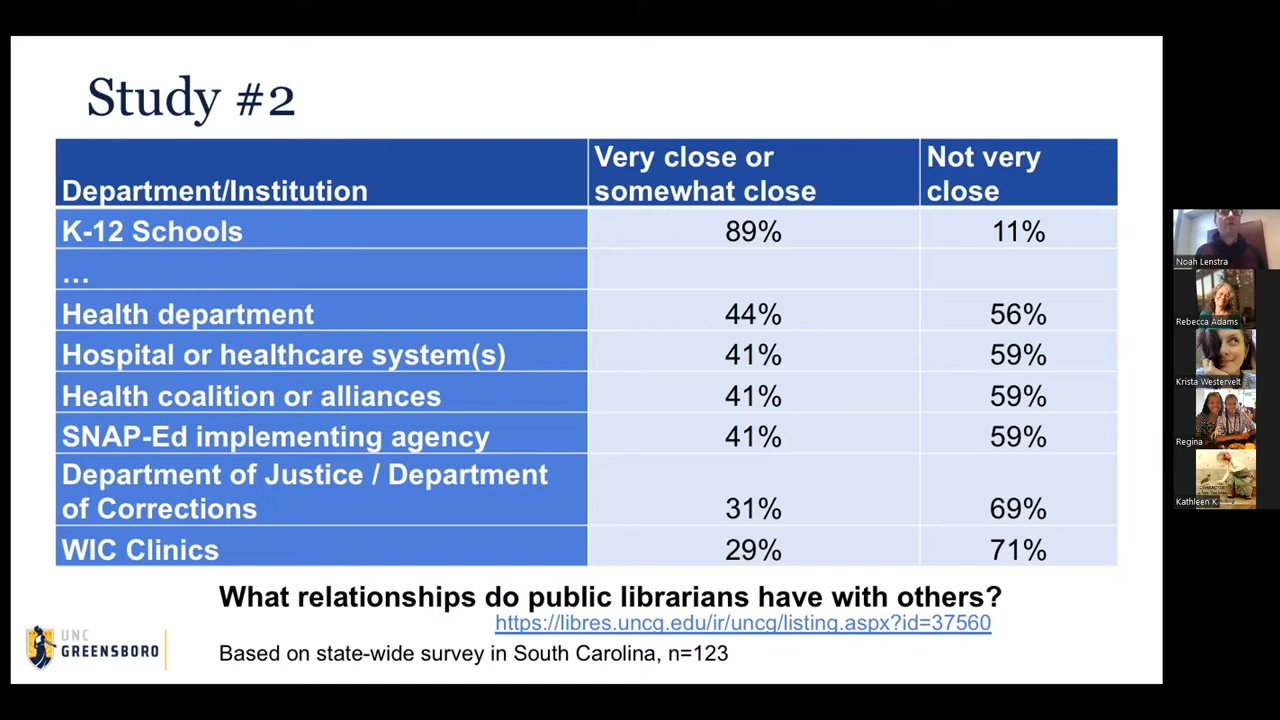 Study #2
Department/Institution
Very close or
somewhat close
Not very
close
K-12 Schools
89%
11%
...
Health department
44%
56%
Hospital or healthcare system(s)
41%
59%
Health coalition or alliances
41%
59%
SNAP-Ed implementing agency
41%
59%
Department of Justice / Department
of Corrections
31%
69%
WIC Clinics
29%
71%
What relationships do public librarians have with others?
https://libres.uncg.edu/ir/uncg/listing.aspx?id=37560
Based on state-wide survey in South Carolina, n=123
UNC
GREENSBORO
Noah Lenstra
Rebecca Adams
Krista Westervelt
Regina
Kathleen K.